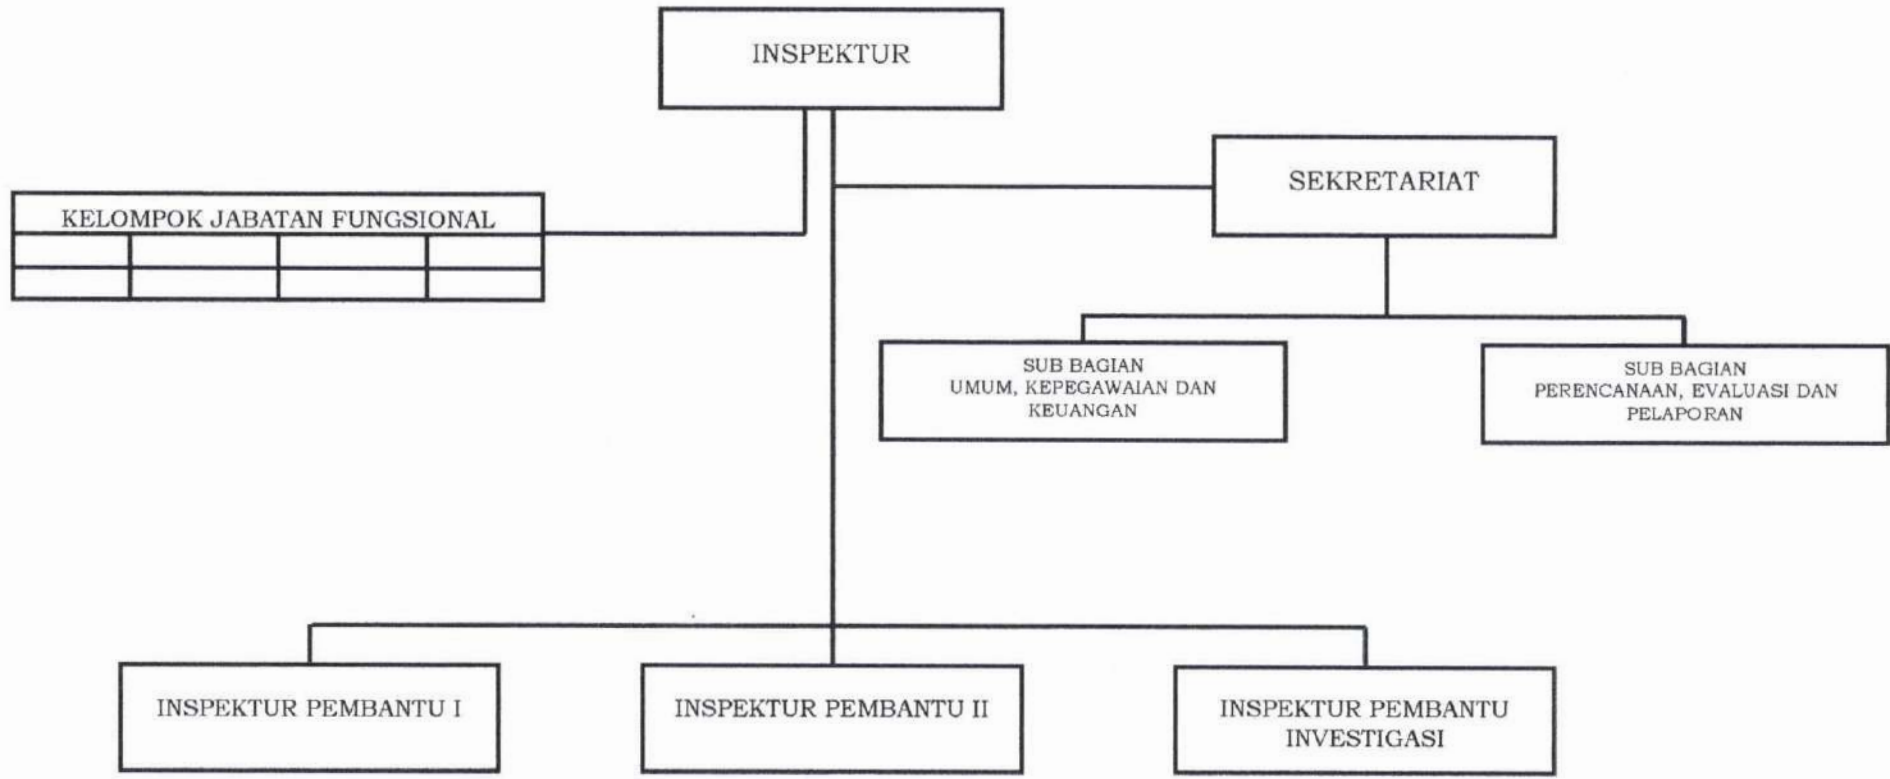 INSPEKTUR
SEKRETARIAT
KELOMPOK JABATAN FUNGSIONAL
SUB BAGIAN
UMUM, KEPEGAWAIAN DAN
KEUANGAN
SUB BAGIAN
PERENCANAAN, EVALUASI DAN
PELAPORAN
INSPEKTUR PEMBANTU I
INSPEKTUR PEMBANTU II
INSPEKTUR PEMBANTU
INVESTIGASI